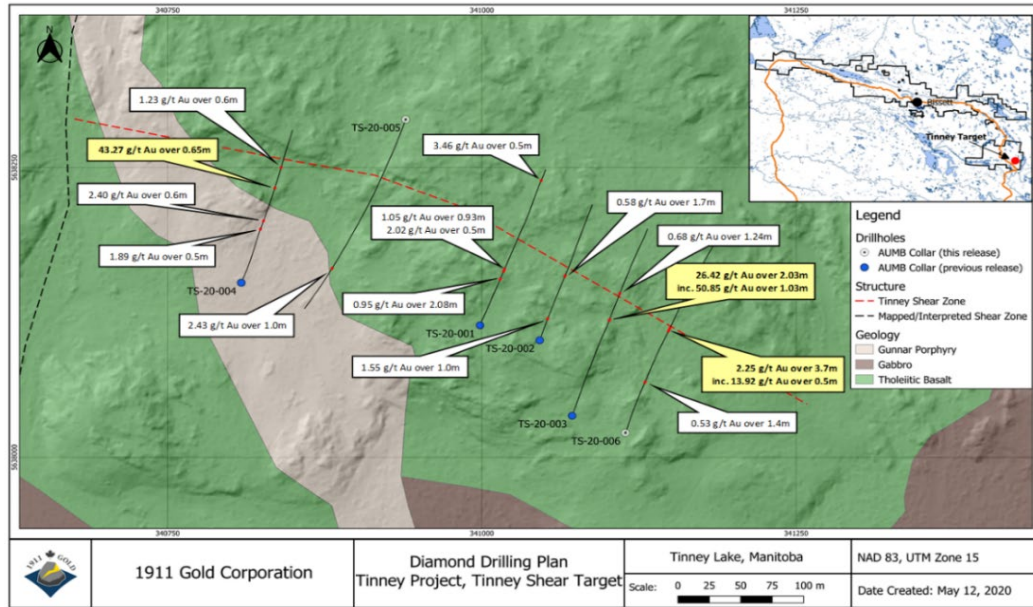 341000
341250
340750
5638250
5638000
N
1.23 g/t Au over 0.6m
43.27 g/t Au over 0.65m
2.40 g/t Au over 0.6m
1.89 g/t Au over 0.5m
TS-20-004
2.43 g/t Au over 1.0m
TS-20-005
3.46 g/t Au over 0.5m
1.05 g/t Au over 0.93m
2.02 g/t Au over 0.5m
0.95 g/t Au over 2.08m
TS-20-001
1.55 g/t Au over 1.0m
TS-20-002
0.58 g/t Au over 1.7m
0.68 g/t Au over 1.24m
26.42 g/t Au over 2.03m
inc. 50.85 g/t Au over 1.03m
2.25 g/t Au over 3.7m
inc. 13.92 g/t Au over 0.5m
TS-20-003
TS-20-006
0.53 g/t Au over 1.4m
Bissett
Tinney Target
Legend
Drillholes
AUMB Collar (this release)
AUMB Collar (previous release)
Structure
Tinney Shear Zone
Mapped/Interpreted Shear Zone
Geology
Gunnar Porphyry
Gabbro
Tholeiitic Basalt
340750
341000
341250
1911 GOLD
1911 Gold Corporation
Diamond Drilling Plan
Tinney Project, Tinney Shear Target
Tinney Lake, Manitoba
Scale:
0 25 50 75 100 m
NAD 83, UTM Zone 15
Date Created: May 12, 2020